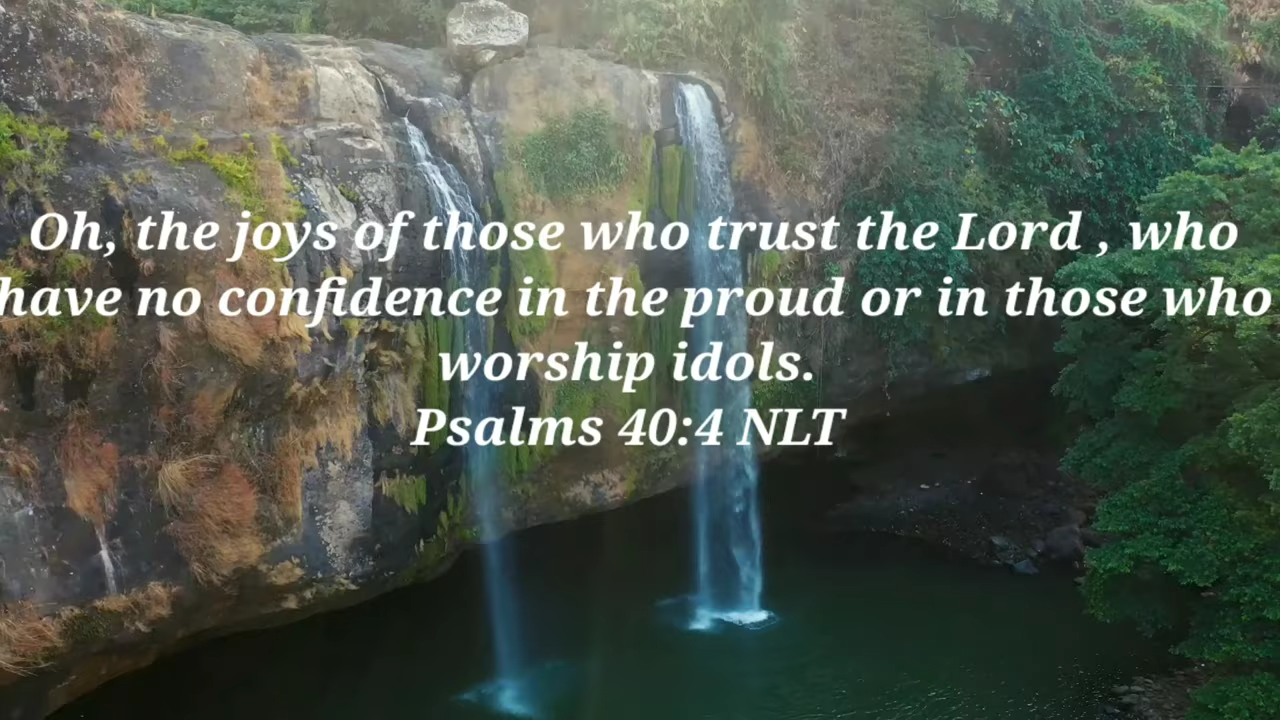 Oh, the joys of those who trust the Lord , who
have no confidence in the proud or in those who
worship idols.
Psalms 40:4 NLT